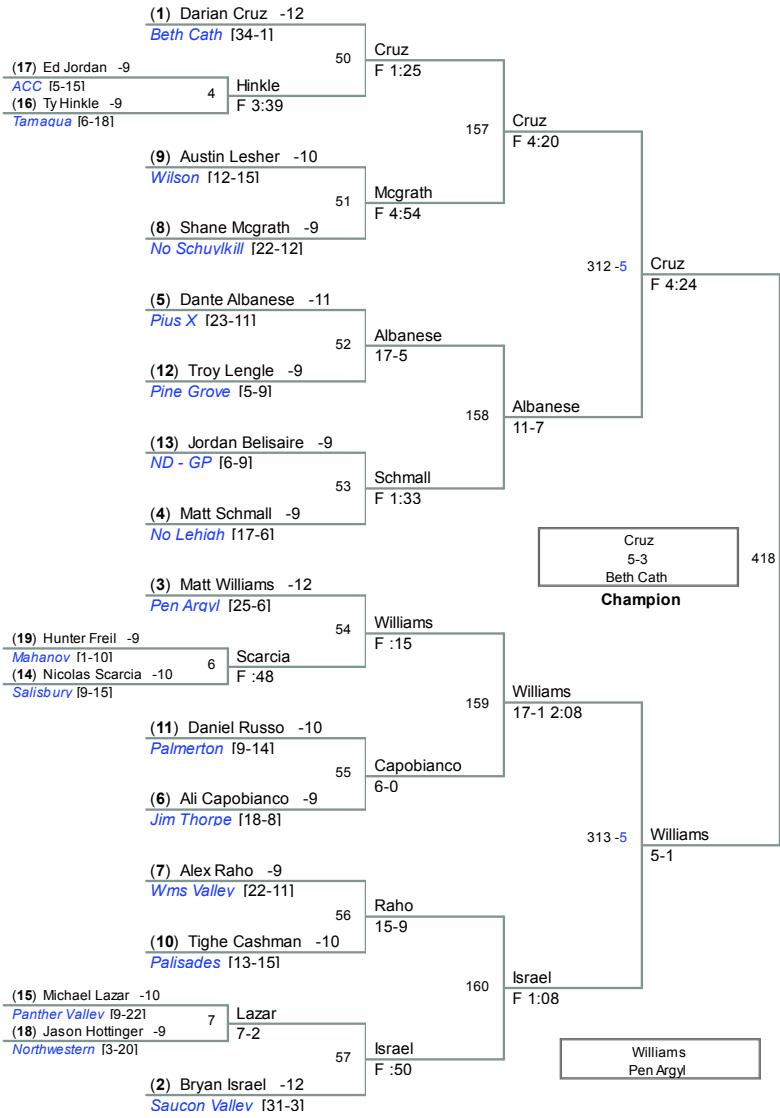 (1) Darian Cruz -12
Beth Cath [34-1]
50
Cruz
F 1:25
(17) Ed Jordan -9
ACC [5-15]
4
Hinkle
F 3:39
(16) Ty Hinkle -9
Tamaqua [6-18]
157
Cruz
F 4:20
(9) Austin Lesher -10
Wilson [12-15]
51
Mcgrath
F 4:54
(8) Shane Mcgrath -9
No Schuylkill [22-12]
312 -5
Cruz
F 4:24
(5) Dante Albanese -11
Pius X [23-11]
52
Albanese
17-5
(12) Troy Lengle -9
Pine Grove [5-9]
158
Albanese
11-7
(13) Jordan Belisaire -9
ND - GP [6-9]
53
Schmall
F 1:33
(4) Matt Schmall -9
No Lehigh [17-6]
Cruz
5-3
Beth Cath
Champion
418
(3) Matt Williams -12
Pen Argyl [25-6]
54
Williams
F :15
(19) Hunter Freil -9
Mahanoy [1-10]
6
Scarcia
F :48
(14) Nicolas Scarcia -10
Salisbury [9-15]
159
Williams
17-1 2:08
(11) Daniel Russo -10
Palmerton [9-14]
55
Capobianco
6-0
(6) Ali Capobianco -9
Jim Thorpe [18-8]
313 -5
Williams
5-1
(7) Alex Raho -9
Wms Valley [22-11]
56
Raho
15-9
(10) Tighe Cashman -10
Palisades [13-15]
160
Israel
F 1:08
(15) Michael Lazar -10
Panther Valley [9-22]
7
Lazar
7-2
(18) Jason Hottinger -9
Northwestern [3-20]
57
Israel
F :50
(2) Bryan Israel -12
Saucon Valley [31-3]
Williams
Pen Argyl